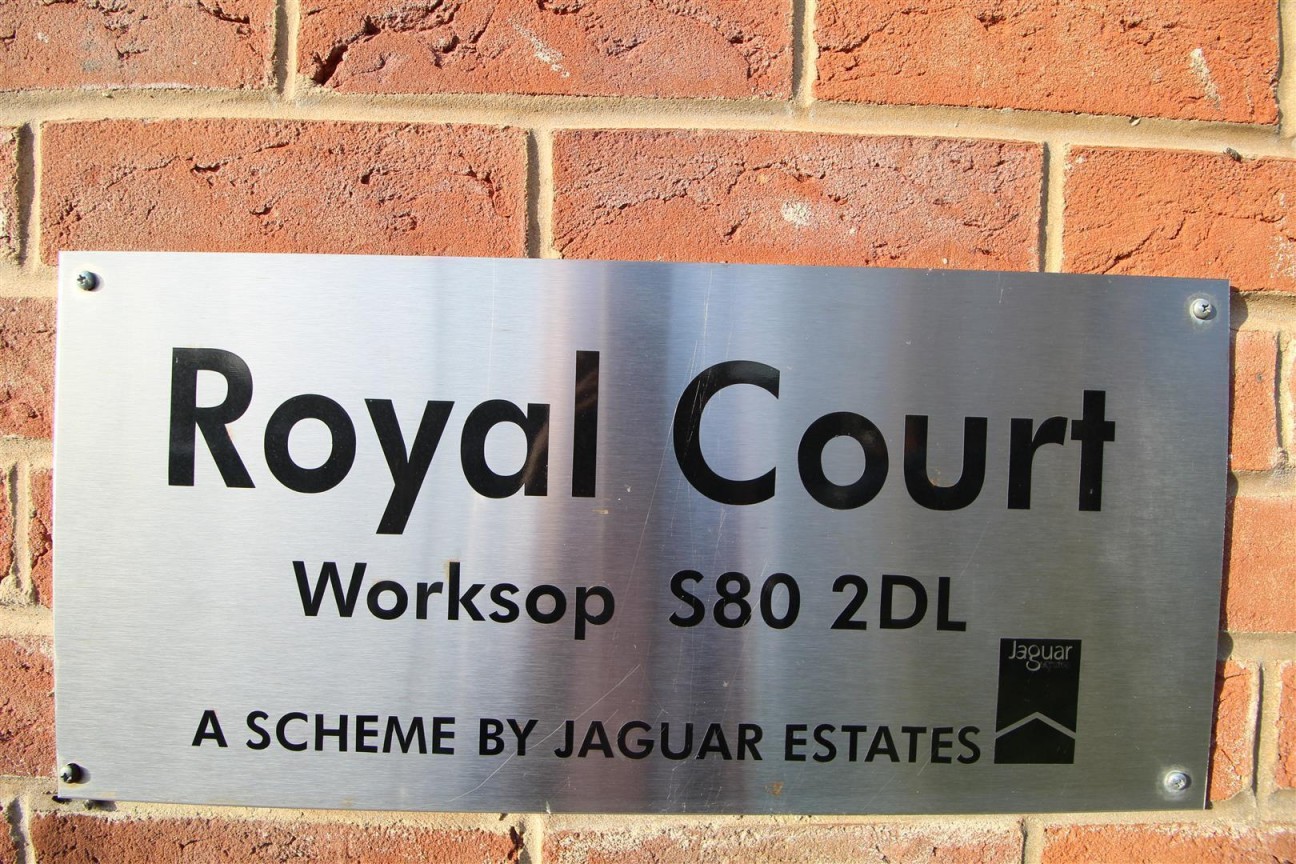 Royal Court
Worksop S80 2DL
Jaguar
A SCHEME BY JAGUAR ESTATES